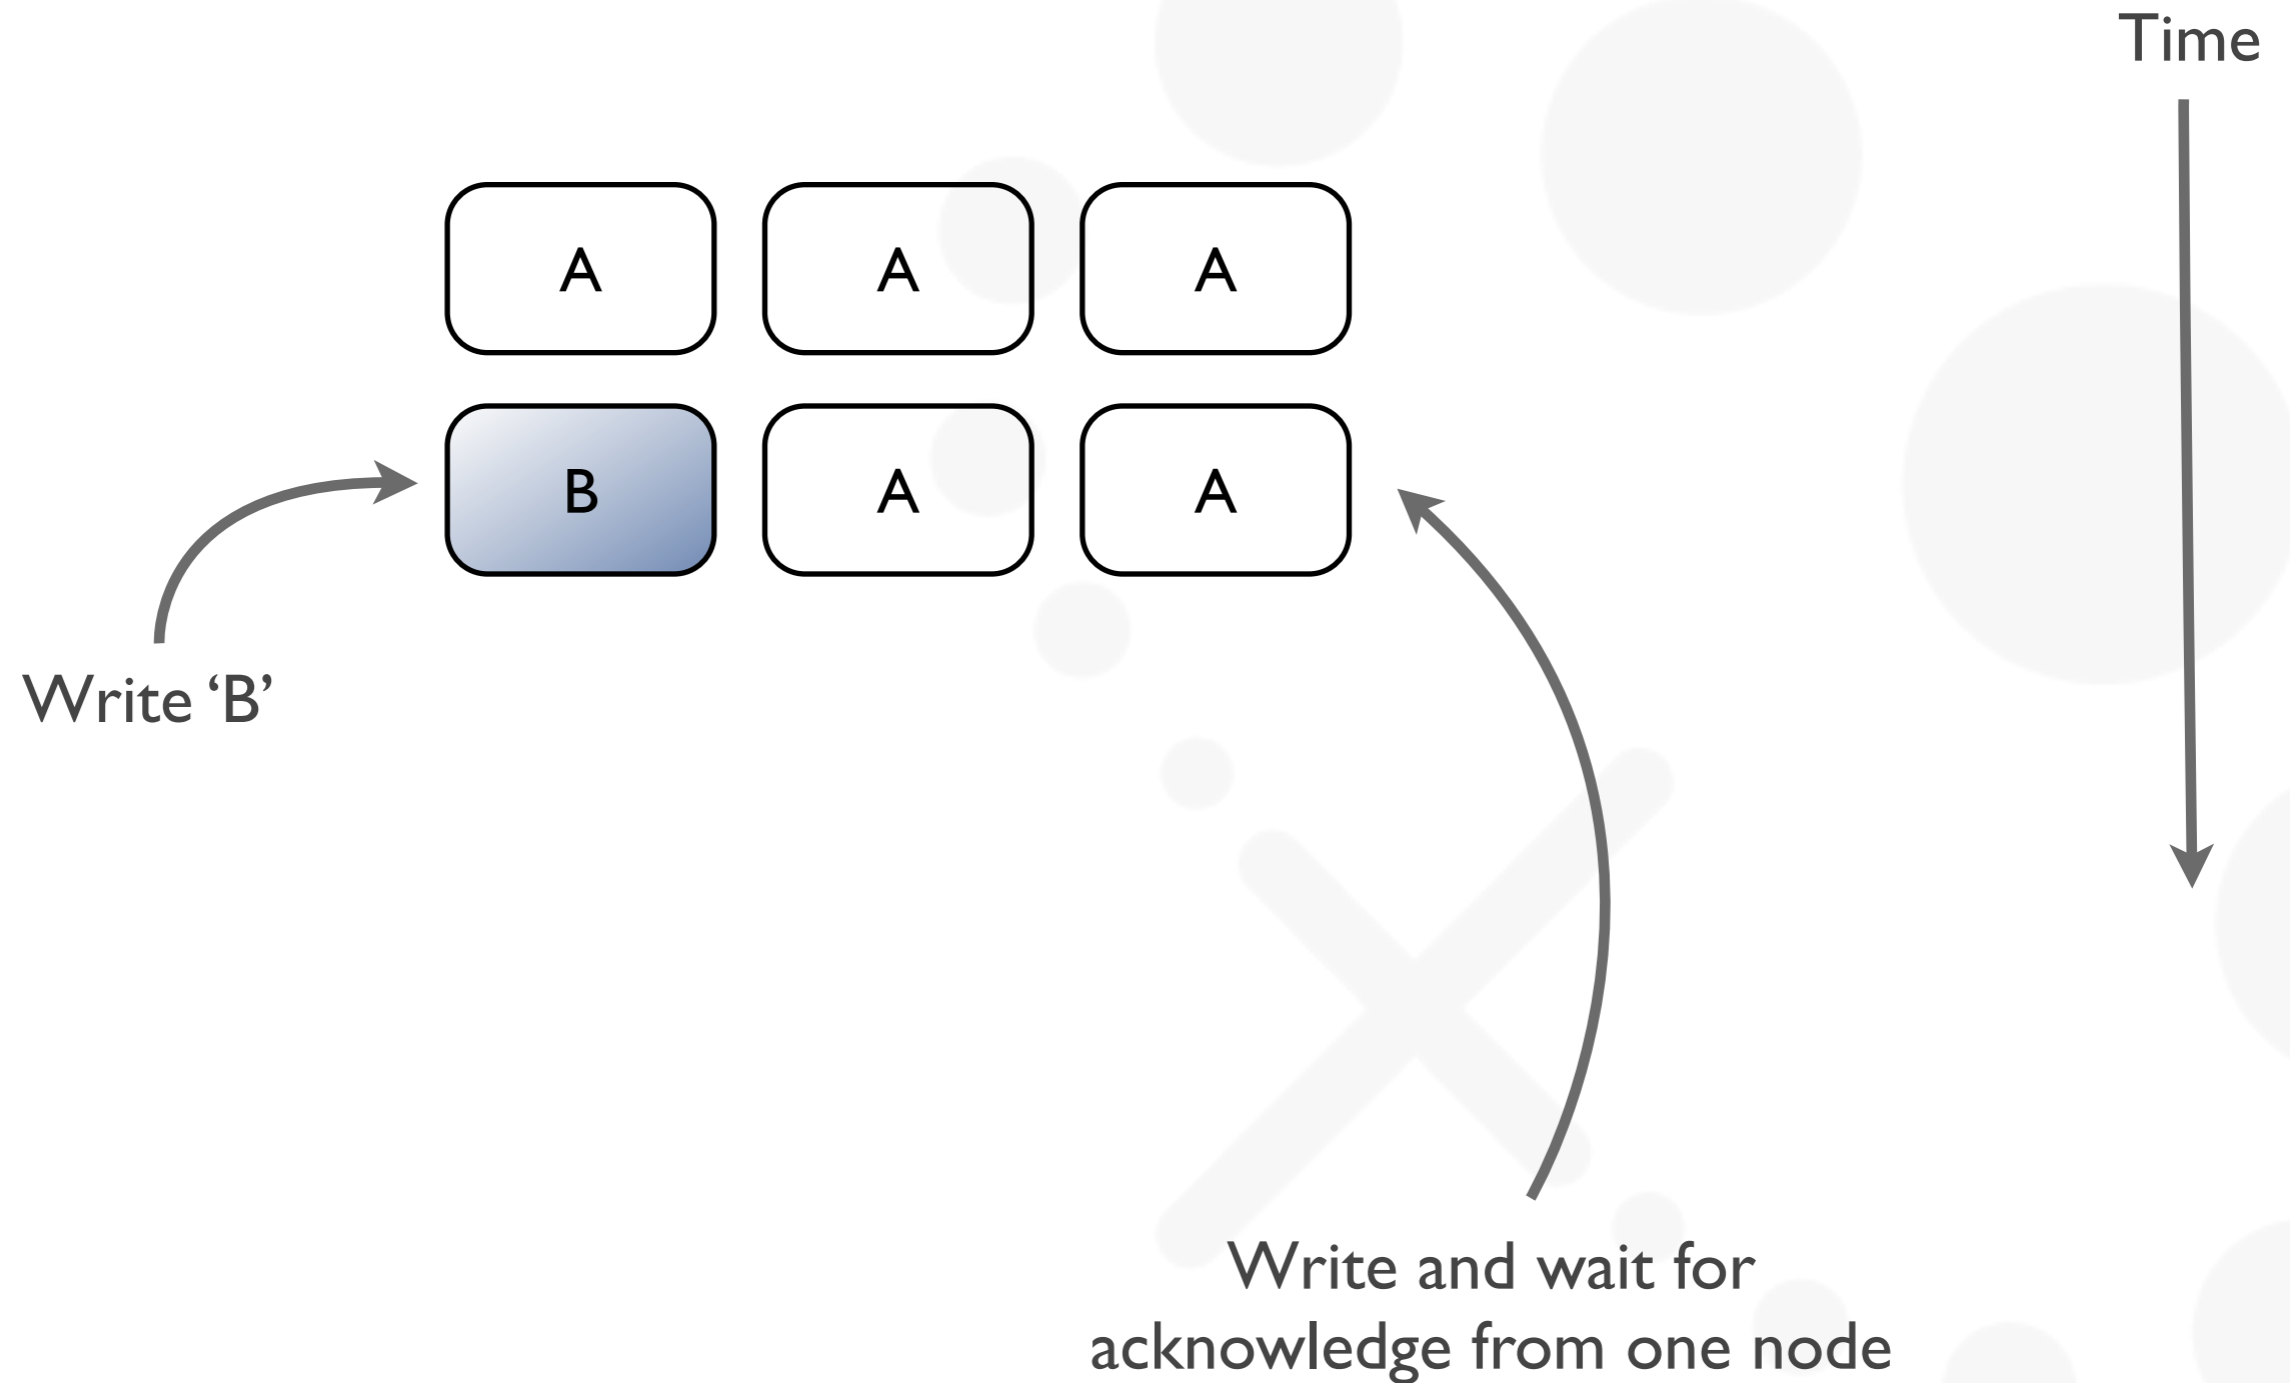 Time
A A A
B A A
Write ‘B’
Write and wait for
acknowledge from one node